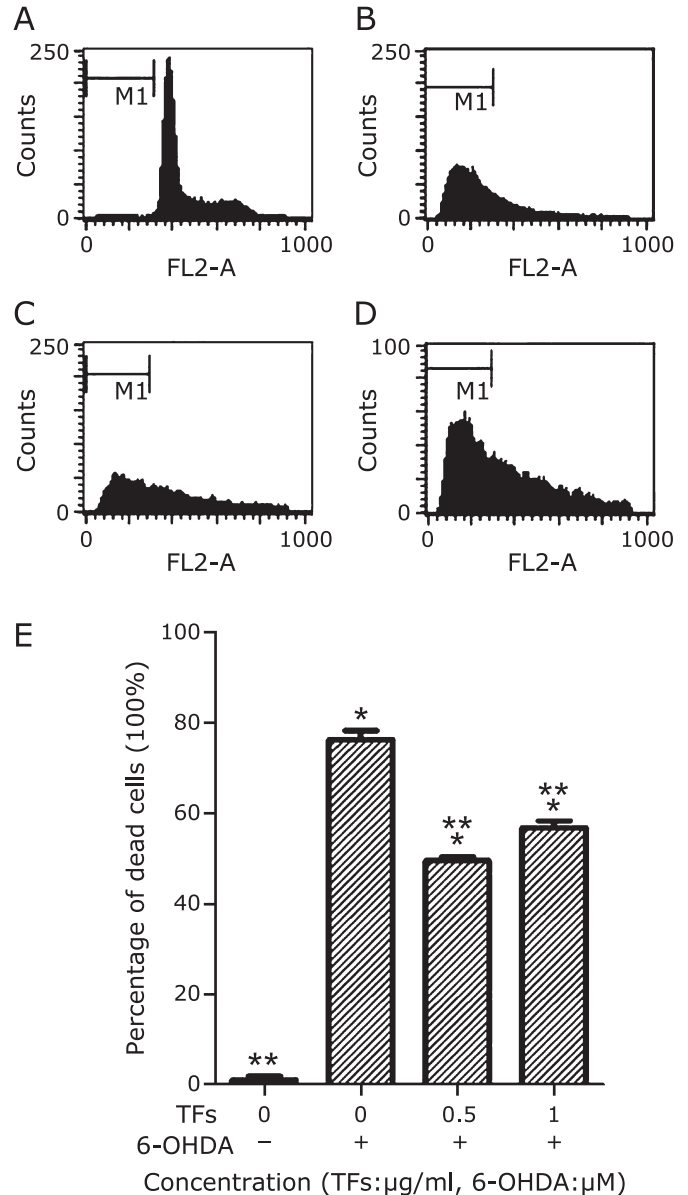 A
B
250
Counts
M1
0
0
1000
FL2-A
250
Counts
M1
0
0
1000
FL2-A
C
D
250
Counts
M1
0
0
1000
FL2-A
100
Counts
M1
0
0
1000
FL2-A
E
Percentage of dead cells (100%)
100
80
60
40
20
0
**
*
**
*
**
*
TFs 0 0 0.5 1
6-OHDA − + + +
Concentration (TFs:µg/ml, 6-OHDA:µM)